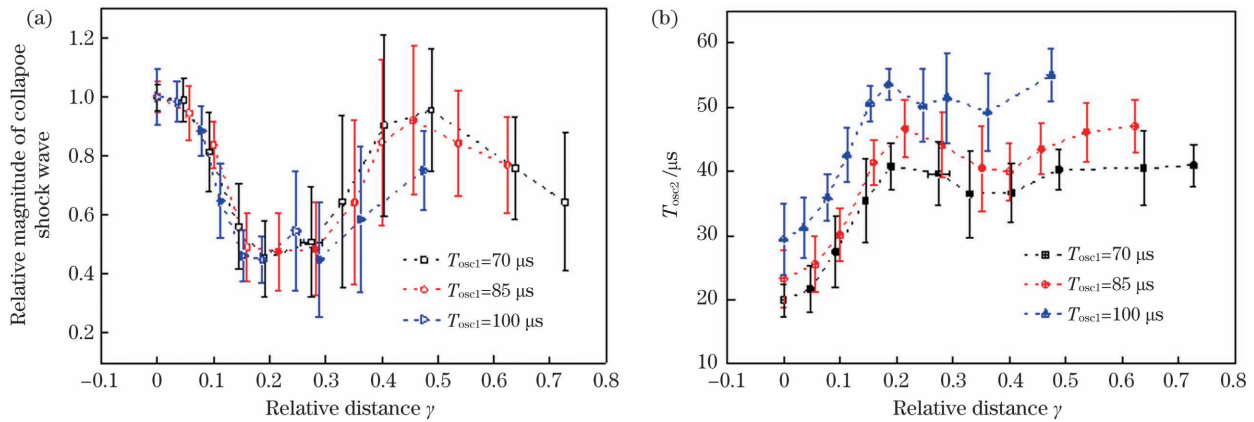 (a)
1.2
1.0
0.8
0.6
0.4
0.2
Relative magnitude of collapoe
shock wave
Tosc1=70 μs
Tosc1=85 μs
Tosc1=100 μs
−0.1 0 0.1 0.2 0.3 0.4 0.5 0.6 0.7 0.8
Relative distance γ
(b)
60
50
40
30
20
10
Tosc2/μs
Tosc1=70 μs
Tosc1=85 μs
Tosc1=100 μs
−0.1 0 0.1 0.2 0.3 0.4 0.5 0.6 0.7 0.8
Relative distance γ